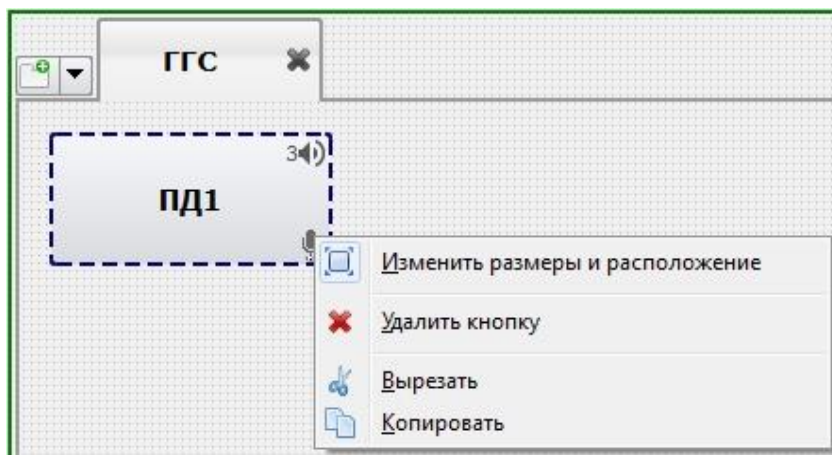 ГГС
3
ПД1
Изменить размеры и расположение
Удалить кнопку
Вырезать
Копировать